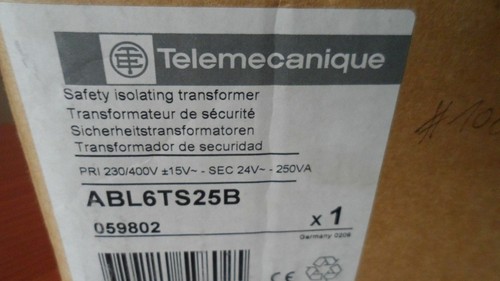 Telemecanique
Safety isolating transformer
Transformateur de sécurité
Sicherheitstransformatoren
Transformador de seguridad
PRI 230/400V ±15V~ - SEC 24V~ - 250VA
ABL6TS25B
059802
x 1
Germany 0206
CE